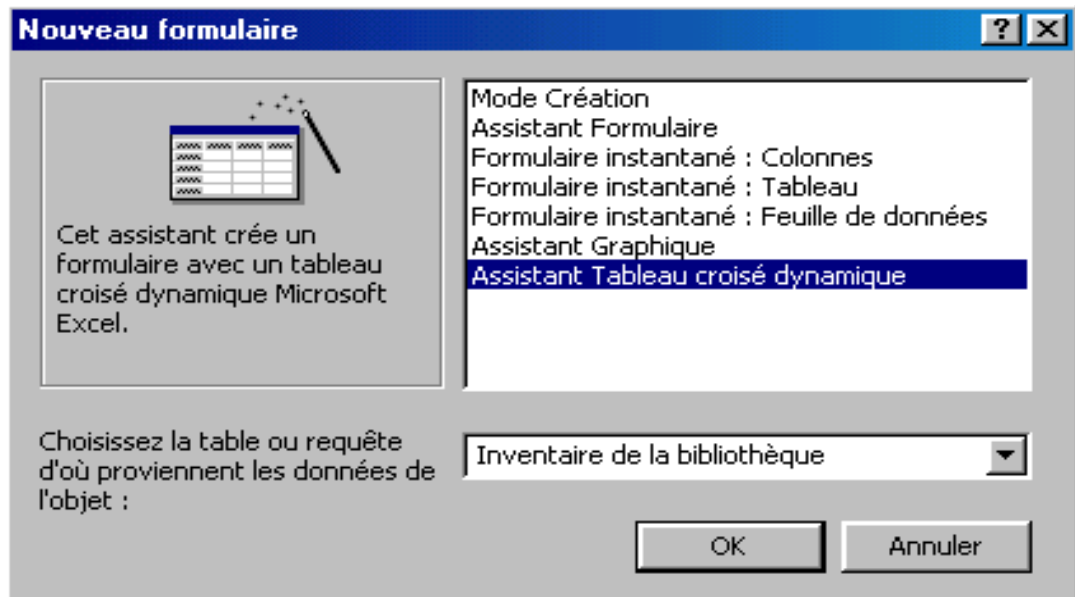 Nouveau formulaire
Mode Création
Assistant Formulaire
Formulaire instantané : Colonnes
Formulaire instantané : Tableau
Formulaire instantané : Feuille de données
Assistant Graphique
Assistant Tableau croisé dynamique
Cet assistant crée un
formulaire avec un tableau
croisé dynamique Microsoft
Excel.
Choisissez la table ou requête
d'où proviennent les données de
l'objet :
Inventaire de la bibliothèque
OK
Annuler